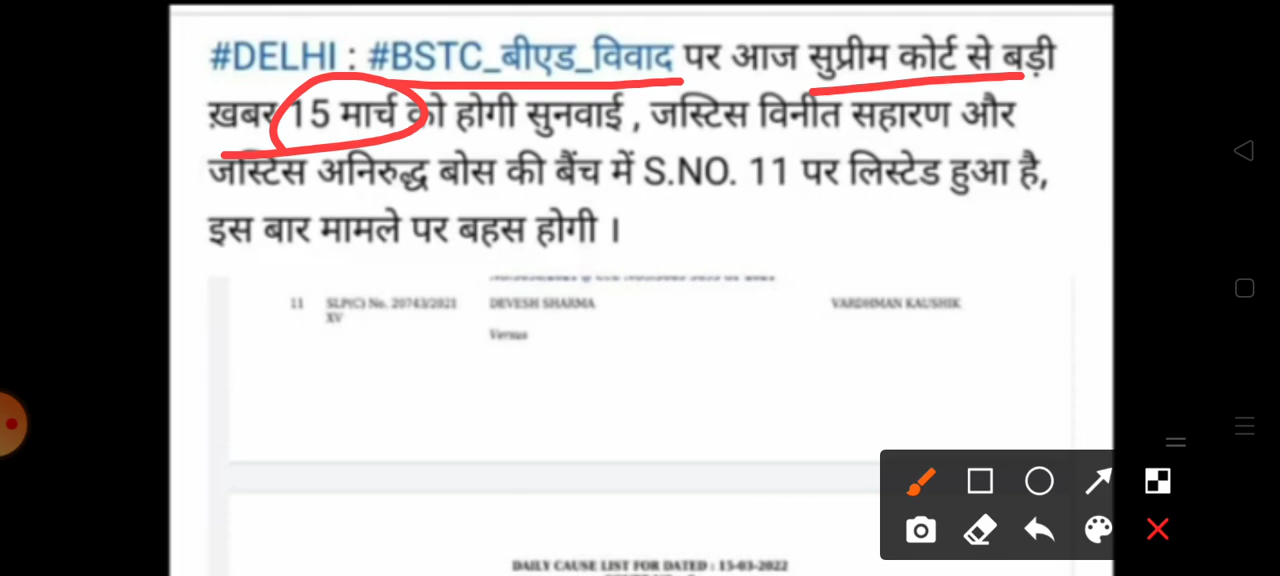 #DELHI : #BSTC_बीएड_विवाद पर आज सुप्रीम कोर्ट से बड़ी
ख़बर 15 मार्च को होगी सुनवाई , जस्टिस विनीत सहारण और
जस्टिस अनिरुद्ध बोस की बैंच में S.NO. 11 पर लिस्टेड हुआ है,
इस बार मामले पर बहस होगी ।
11 SLP(C) No. 20743/2021 DEVESH SHARMA VARDHMAN KAUSHIK
XV
Versus
DAILY CAUSE LIST FOR DATED : 15-03-2022